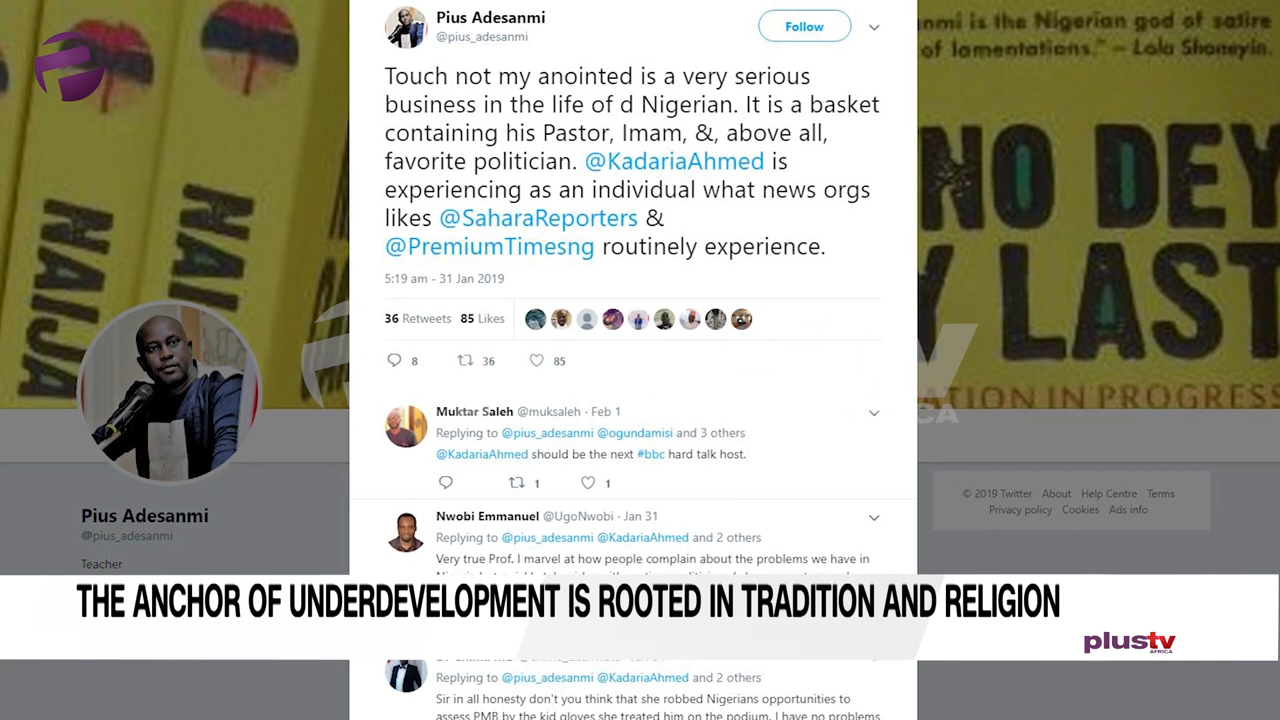 Pius Adesanmi
@pius_adesanmi
Follow
Touch not my anointed is a very serious
business in the life of d Nigerian. It is a basket
containing his Pastor, Imam, &, above all,
favorite politician. @KadariaAhmed is
experiencing as an individual what news orgs
likes @SaharaReporters &
@PremiumTimesng routinely experience.
5:19 am - 31 Jan 2019
36 Retweets 85 Likes
8 36 85
Muktar Saleh @muksaleh · Feb 1
Replying to @pius_adesanmi @ogundamisi and 3 others
@KadariaAhmed should be the next #bbc hard talk host.
1 1
Nwobi Emmanuel @UgoNwobi · Jan 31
Replying to @pius_adesanmi @KadariaAhmed and 2 others
Very true Prof. I marvel at how people complain about the problems we have in
Replying to @pius_adesanmi @KadariaAhmed and 2 others
Sir in all honesty don't you think that she robbed Nigerians opportunities to
assess PMB by the kid gloves she treated him on the podium. I have no problems
NAIJA
NAI
Pius Adesanmi
@pius_adesanmi
Teacher
nmi is the Nigerian god of satire
of lamentations." – Lola Shoneyin.
NO DEY
Y LAST
TION IN PROGRESS
© 2019 Twitter About Help Centre Terms
Privacy policy Cookies Ads info
THE ANCHOR OF UNDERDEVELOPMENT IS ROOTED IN TRADITION AND RELIGION
plustv
AFRICA